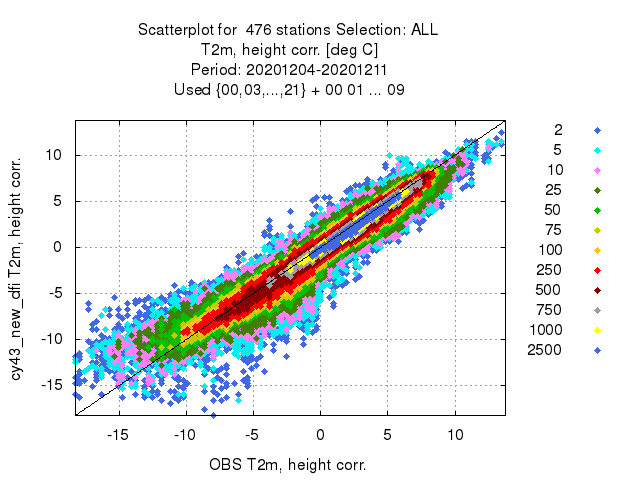 Scatterplot for 476 stations Selection: ALL
T2m, height corr. [deg C]
Period: 20201204-20201211
Used {00,03,...,21} + 00 01 ... 09
cy43_new_dfi T2m, height corr.
10
5
0
-5
-10
-15
-15 -10 -5 0 5 10
OBS T2m, height corr.
2
5
10
25
50
75
100
250
500
750
1000
2500